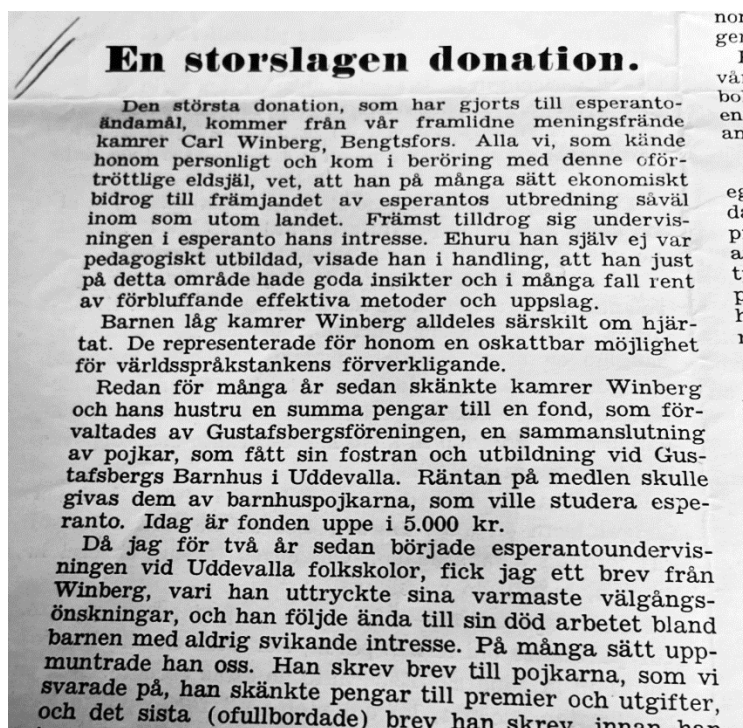 En storslagen donation.
Den största donation, som har gjorts till esperanto-
ändamål, kommer från vår framlidne meningsfrände
kamrer Carl Winberg, Bengtsfors. Alla vi, som kände
honom personligt och kom i beröring med denne oför-
tröttlige eldsjäl, vet, att han på många sätt ekonomiskt
bidrog till främjandet av esperantos utbredning såväl
inom som utom landet. Främst tilldrog sig undervis-
ningen i esperanto hans intresse. Ehuru han själv ej var
pedagogiskt utbildad, visade han i handling, att han just
på detta område hade goda insikter och i många fall rent
av förbluffande effektiva metoder och uppslag.
Barnen låg kamrer Winberg alldeles särskilt om hjär-
tat. De representerade för honom en oskattbar möjlighet
för världsspråkstankens förverkligande.
Redan för många år sedan skänkte kamrer Winberg
och hans hustru en summa pengar till en fond, som för-
valtades av Gustafsbergsföreningen, en sammanslutning
av pojkar, som fått sin fostran och utbildning vid Gus-
tafsbergs Barnhus i Uddevalla. Räntan på medlen skulle
givas dem av barnhuspojkarna, som ville studera espe-
ranto. Idag är fonden uppe i 5.000 kr.
Då jag för två år sedan började esperantoundervis-
ningen vid Uddevalla folkskolor, fick jag ett brev från
Winberg, vari han uttryckte sina varmaste välgångs-
önskningar, och han följde ända till sin död arbetet bland
barnen med aldrig svikande intresse. På många sätt upp-
muntrade han oss. Han skrev brev till pojkarna, som vi
svarade på, han skänkte pengar till premier och utgifter,
och det sista (ofullbordade) brev han skrev, innan han